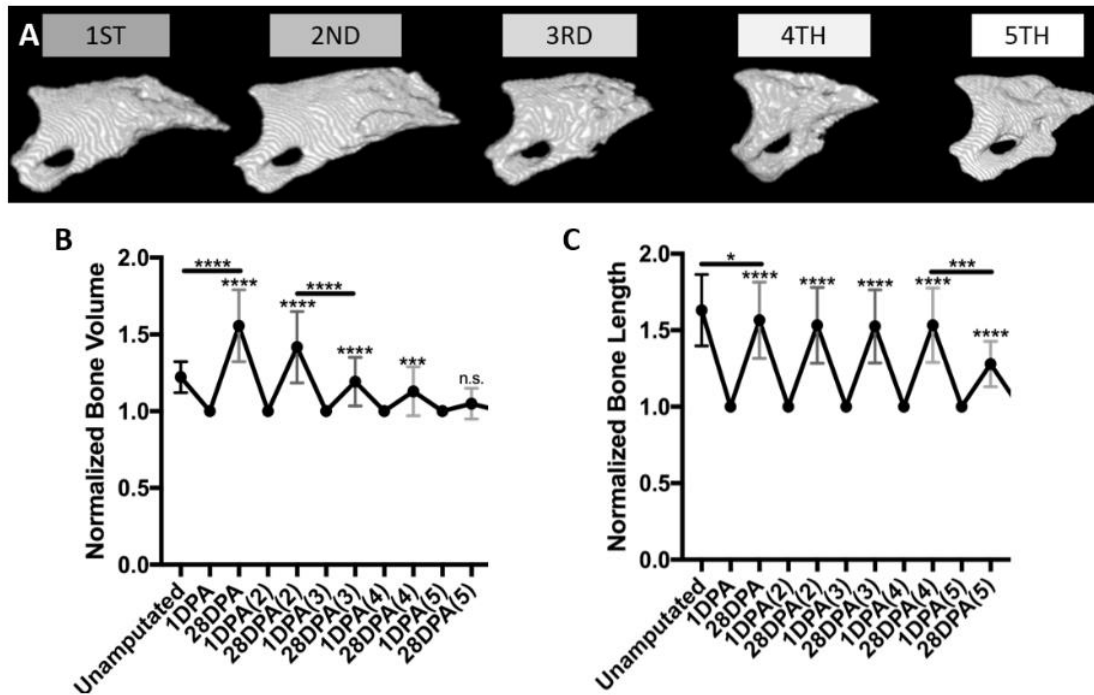 A 1ST 2ND 3RD 4TH 5TH
B
Normalized Bone Volume
2.0
1.5
1.0
0.5
0.0
****
****
****
****
****
***
n.s.
Unamputated
1DPA
28DPA
1DPA(2)
28DPA(2)
1DPA(3)
28DPA(3)
1DPA(4)
28DPA(4)
1DPA(5)
28DPA(5)
C
Normalized Bone Length
2.0
1.5
1.0
0.5
0.0
*
****
****
****
****
***
****
Unamputated
1DPA
28DPA
1DPA(2)
28DPA(2)
1DPA(3)
28DPA(3)
1DPA(4)
28DPA(4)
1DPA(5)
28DPA(5)